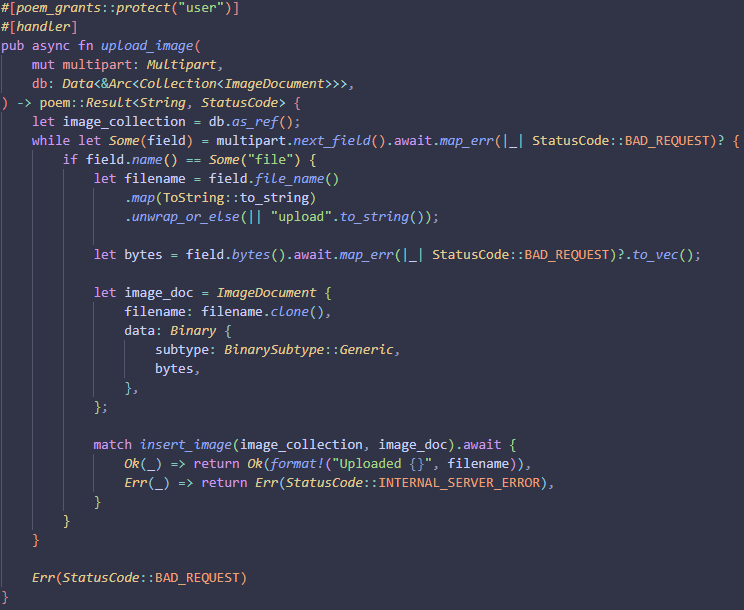 #[poem_grants::protect("user")]
#[handler]
pub async fn upload_image(
    mut multipart: Multipart,
    db: Data<&Arc<Collection<ImageDocument>>>,
) -> poem::Result<String, StatusCode> {
    let image_collection = db.as_ref();
    while let Some(field) = multipart.next_field().await.map_err(|_| StatusCode::BAD_REQUEST)? {
        if field.name() == Some("file") {
            let filename = field.file_name()
                .map(ToString::to_string)
                .unwrap_or_else(|| "upload".to_string());

            let bytes = field.bytes().await.map_err(|_| StatusCode::BAD_REQUEST)?.to_vec();

            let image_doc = ImageDocument {
                filename: filename.clone(),
                data: Binary {
                    subtype: BinarySubtype::Generic,
                    bytes,
                },
            };

            match insert_image(image_collection, image_doc).await {
                Ok(_) => return Ok(format!("Uploaded {}", filename)),
                Err(_) => return Err(StatusCode::INTERNAL_SERVER_ERROR),
            }
        }
    }

    Err(StatusCode::BAD_REQUEST)
}